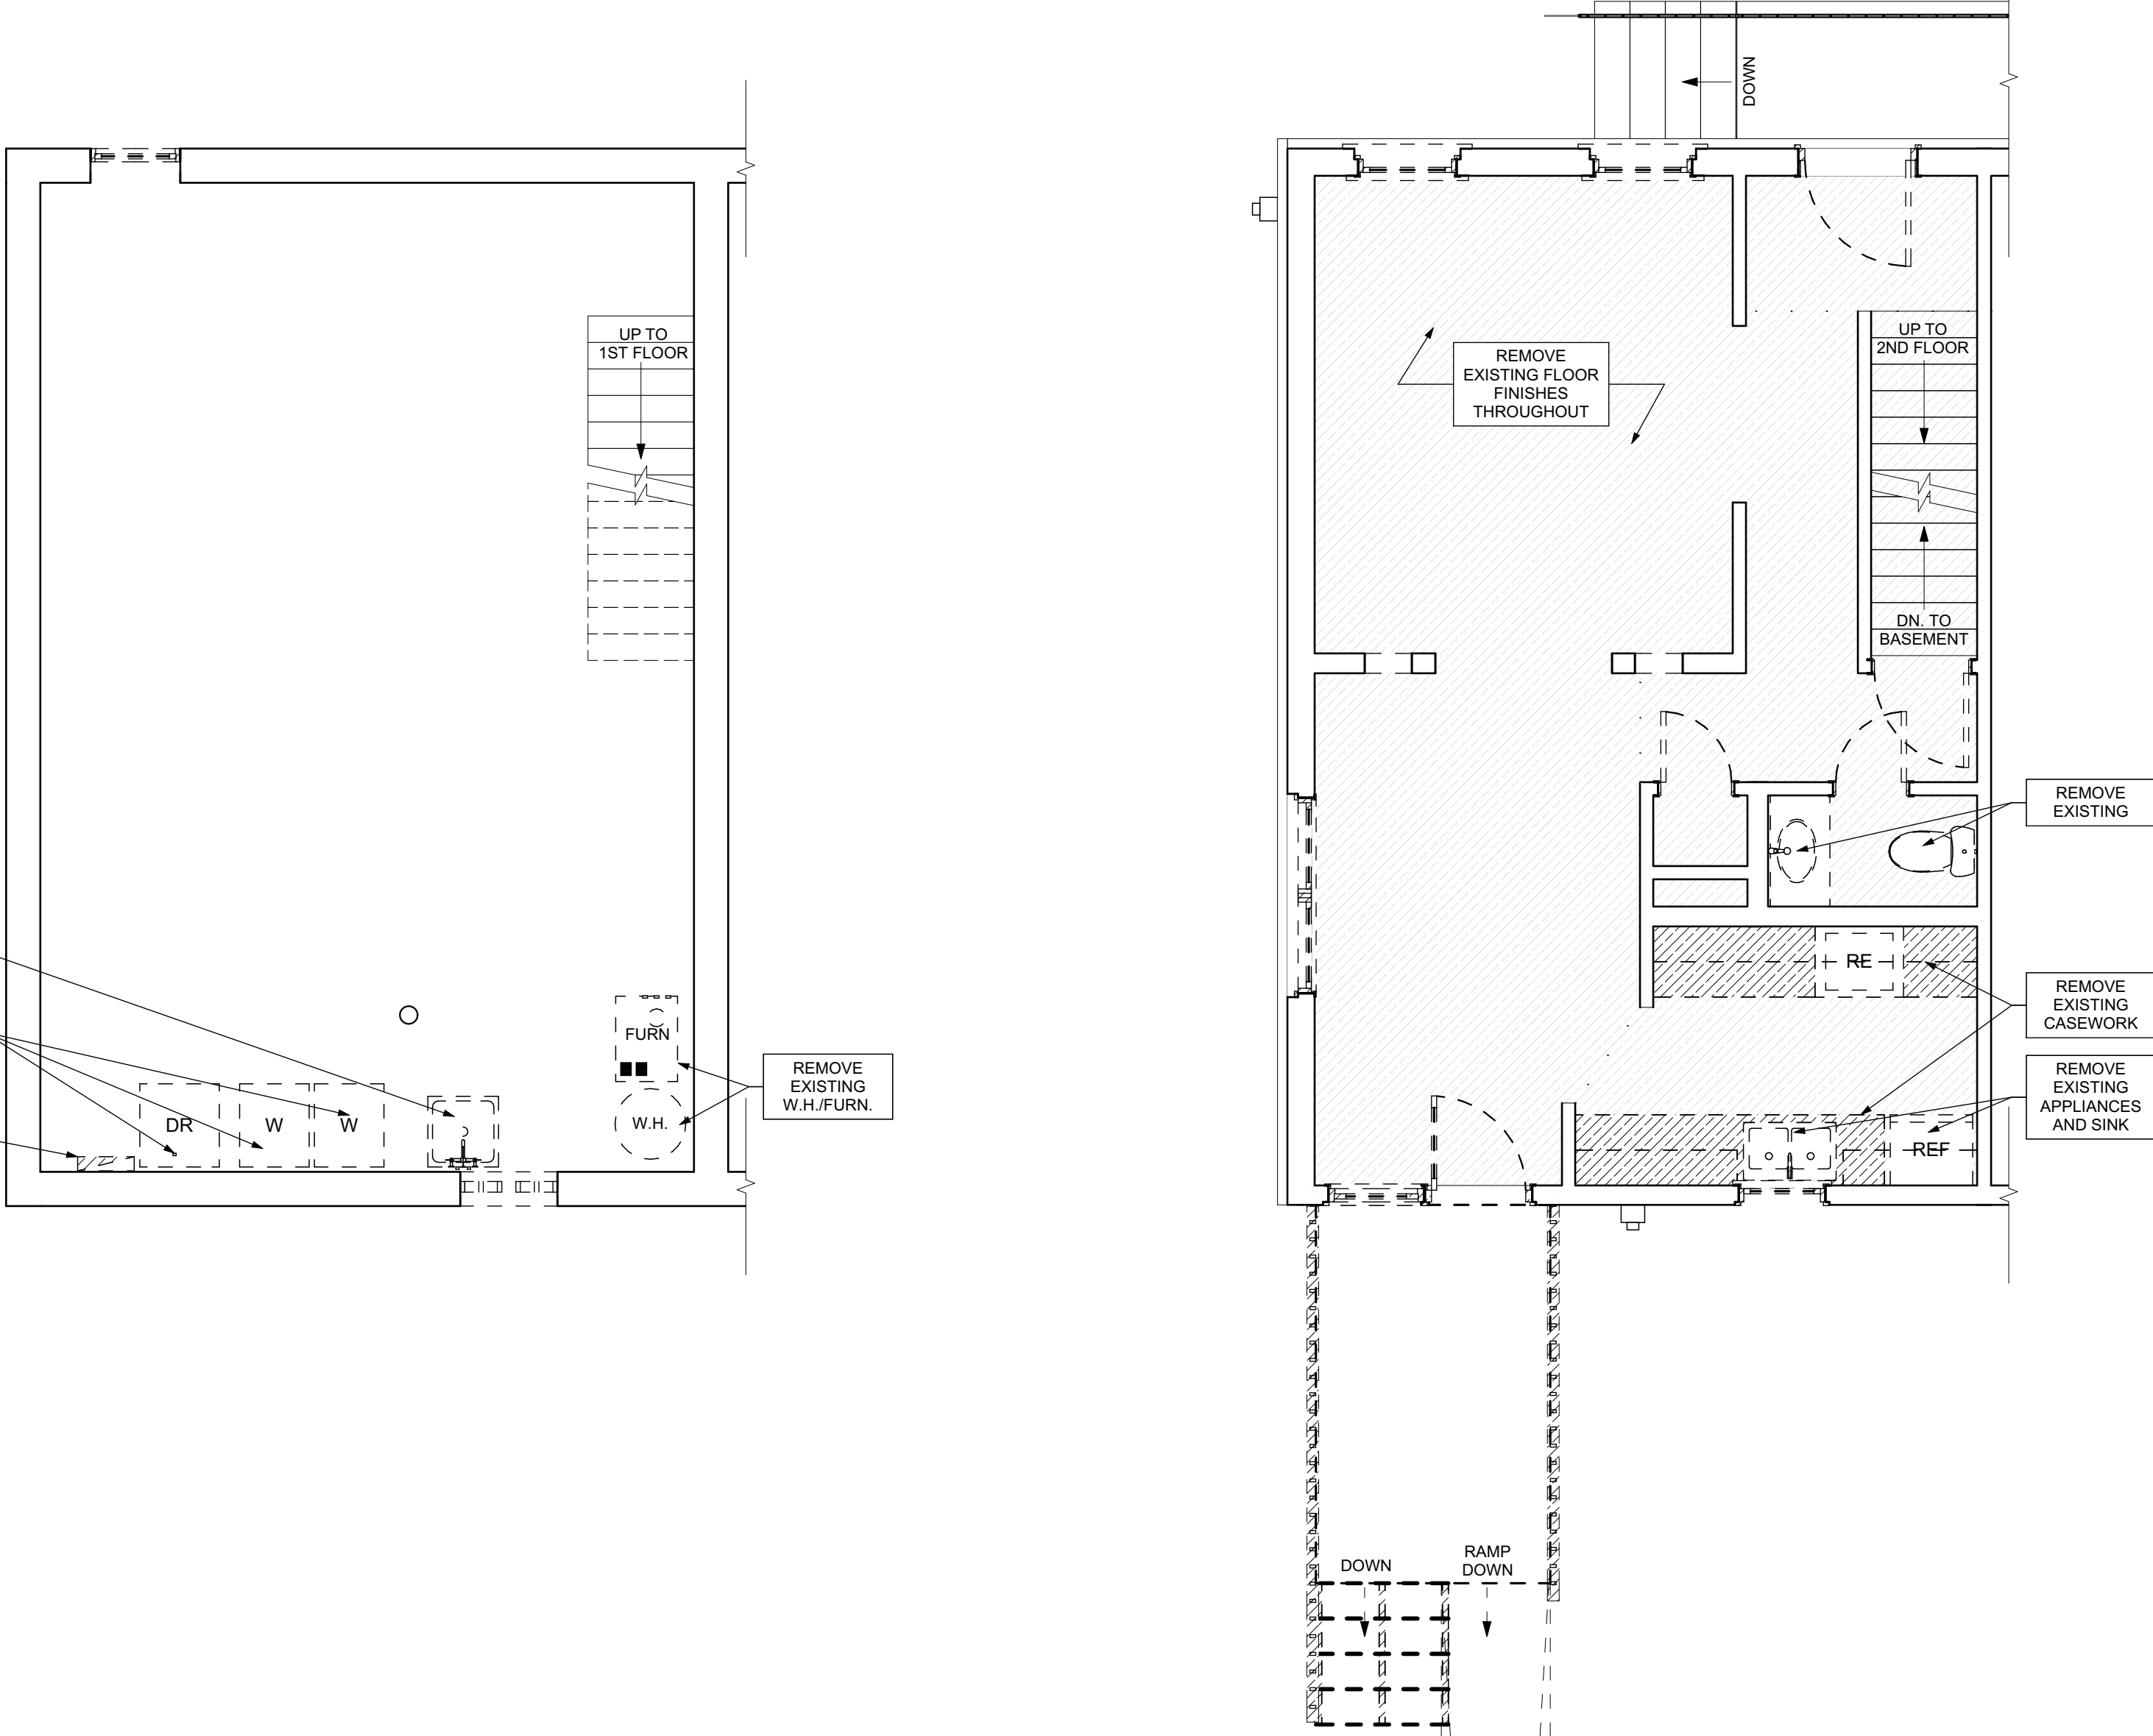 UP TO
1ST FLOOR
FURN
W.H.
DR
W
W
REMOVE
EXISTING
W.H./FURN.
DOWN
REMOVE
EXISTING FLOOR
FINISHES
THROUGHOUT
UP TO
2ND FLOOR
DN. TO
BASEMENT
REMOVE
EXISTING
RE
REMOVE
EXISTING
CASEWORK
REMOVE
EXISTING
APPLIANCES
AND SINK
REF
DOWN
RAMP
DOWN